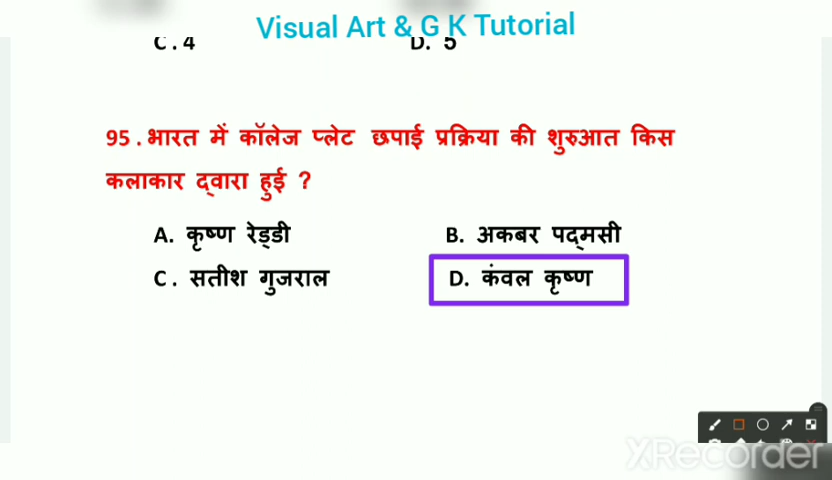 Visual Art & G K Tutorial
C . 4 D. 5
95 . भारत में कॉलेज प्लेट छपाई प्रक्रिया की शुरुआत किस
कलाकार द्वारा हुई ?
A. कृष्ण रेड्डी B. अकबर पद्मसी
C . सतीश गुजराल D. कंवल कृष्ण
XRecorder